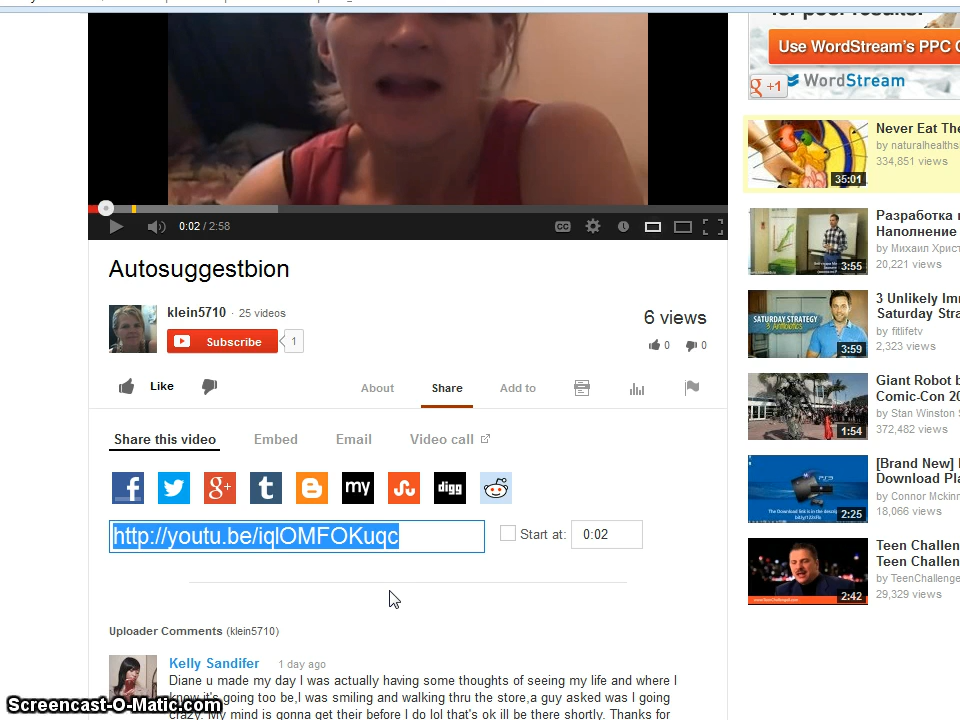 Use WordStream's PPC
g +1 WordStream
Never Eat The
by naturalhealths
334,851 views
35:01
0:02 / 2:58
CC
Разработка
Наполнение
by Михаил Христ
20,221 views
3:55
Autosuggestbion
klein5710 · 25 videos
Subscribe
1
6 views
0 0
SATURDAY STRATEGY
3 Antibiotics
3:59
3 Unlikely Im
Saturday Stra
by fitlifetv
2,323 views
Like
About
Share
Add to
Giant Robot b
Comic-Con 20
by Stan Winston
372,482 views
1:54
Share this video
Embed
Email
Video call
f g+ t B my digg
[Brand New]
Download Pla
by Connor Mckinn
18,066 views
PS3
2:25
http://youtu.be/iqlOMFOKuqc
Start at:
0:02
Teen Challen
Teen Challen
by TeenChallenge
29,329 views
2:42
Uploader Comments (klein5710)
Kelly Sandifer 1 day ago
Diane u made my day I was actually having some thoughts of seeing my life and where I
know it's going too be,I was smiling and walking thru the store,a guy asked was I going
crazy. My mind is gonna get their before I do lol that's ok ill be there shortly. Thanks for
Screencast-O-Matic.com